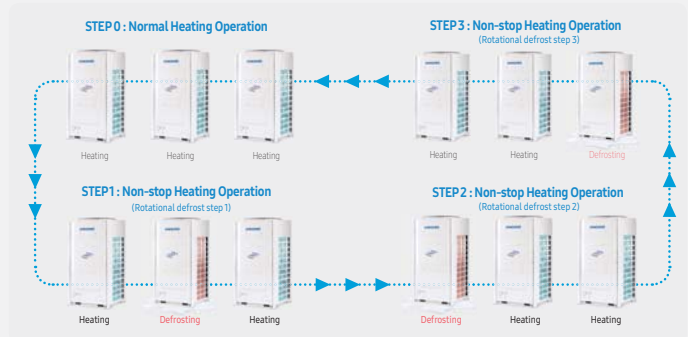 STEP 0 : Normal Heating Operation
Heating
Heating
Heating
STEP 3 : Non-stop Heating Operation
(Rotational defrost step 3)
Heating
Heating
Defrosting
STEP 1 : Non-stop Heating Operation
(Rotational defrost step 1)
Heating
Defrosting
Heating
STEP 2 : Non-stop Heating Operation
(Rotational defrost step 2)
Defrosting
Heating
Heating